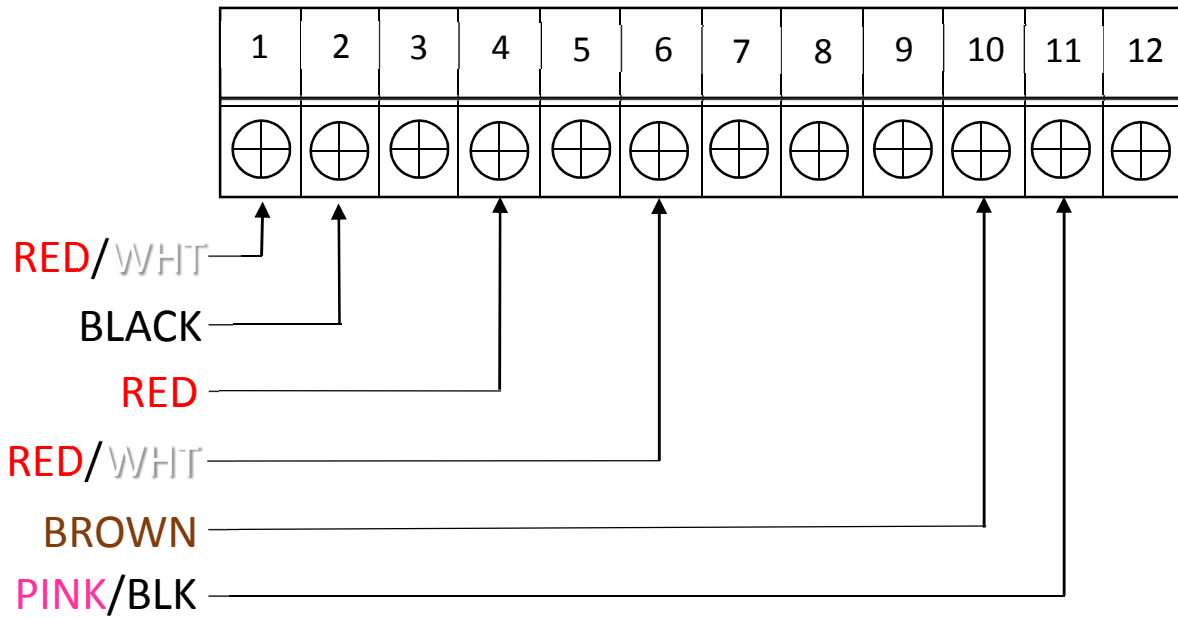 1 2 3 4 5 6 7 8 9 10 11 12
RED/WHT
BLACK
RED
RED/WHT
BROWN
PINK/BLK